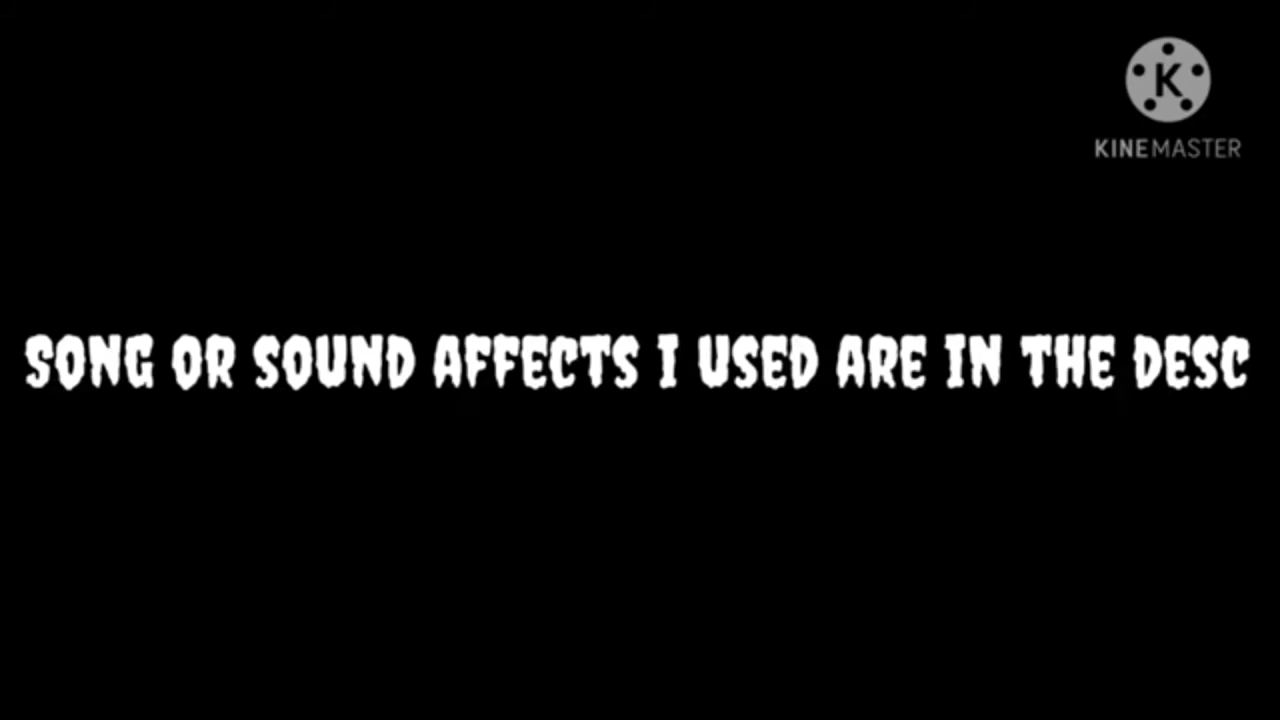 K
KINEMASTER
SONG OR SOUND AFFECTS I USED ARE IN THE DESC